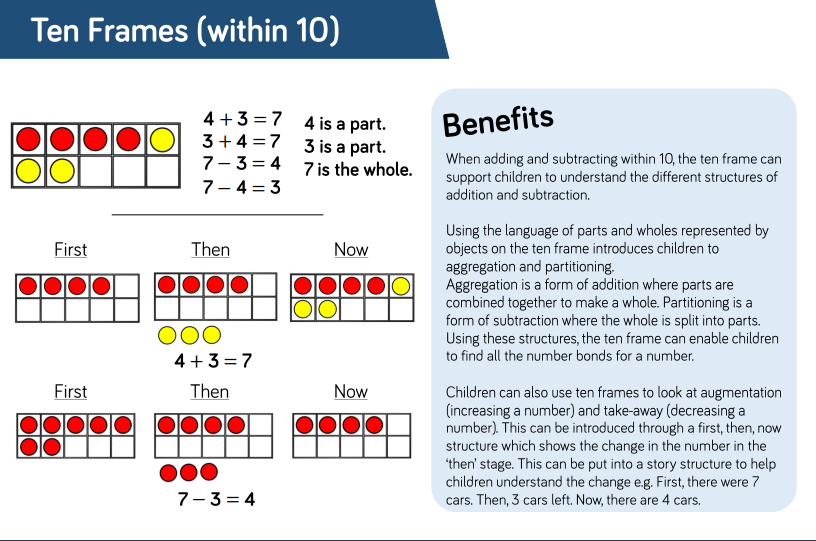 Ten Frames (within 10)
4 + 3 = 7
3 + 4 = 7
7 − 3 = 4
7 − 4 = 3
4 is a part.
3 is a part.
7 is the whole.
First
Then
Now
4 + 3 = 7
First
Then
Now
7 − 3 = 4
Benefits
When adding and subtracting within 10, the ten frame can
support children to understand the different structures of
addition and subtraction.
Using the language of parts and wholes represented by
objects on the ten frame introduces children to
aggregation and partitioning.
Aggregation is a form of addition where parts are
combined together to make a whole. Partitioning is a
form of subtraction where the whole is split into parts.
Using these structures, the ten frame can enable children
to find all the number bonds for a number.
Children can also use ten frames to look at augmentation
(increasing a number) and take-away (decreasing a
number). This can be introduced through a first, then, now
structure which shows the change in the number in the
‘then’ stage. This can be put into a story structure to help
children understand the change e.g. First, there were 7
cars. Then, 3 cars left. Now, there are 4 cars.